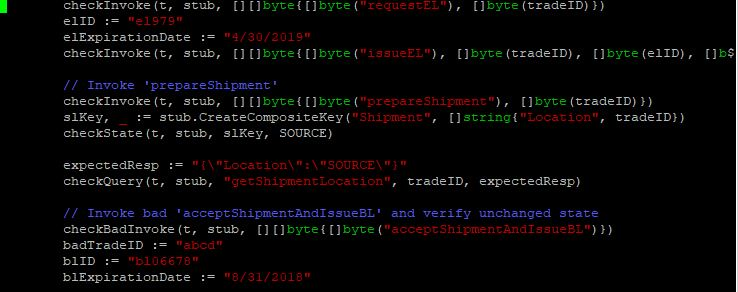 checkInvoke(t, stub, [][]byte{[]byte("requestEL"), []byte(tradeID)})
elID := "el979"
elExpirationDate := "4/30/2019"
checkInvoke(t, stub, [][]byte{[]byte("issueEL"), []byte(tradeID), []byte(elID), []b$
// Invoke 'prepareShipment'
checkInvoke(t, stub, [][]byte{[]byte("prepareShipment"), []byte(tradeID)})
slKey, _ := stub.CreateCompositeKey("Shipment", []string{"Location", tradeID})
checkState(t, stub, slKey, SOURCE)
expectedResp := "{\"Location\":\"SOURCE\"}"
checkQuery(t, stub, "getShipmentLocation", tradeID, expectedResp)
// Invoke bad 'acceptShipmentAndIssueBL' and verify unchanged state
checkBadInvoke(t, stub, [][]byte{[]byte("acceptShipmentAndIssueBL")})
badTradeID := "abcd"
blID := "bl06678"
blExpirationDate := "8/31/2018"